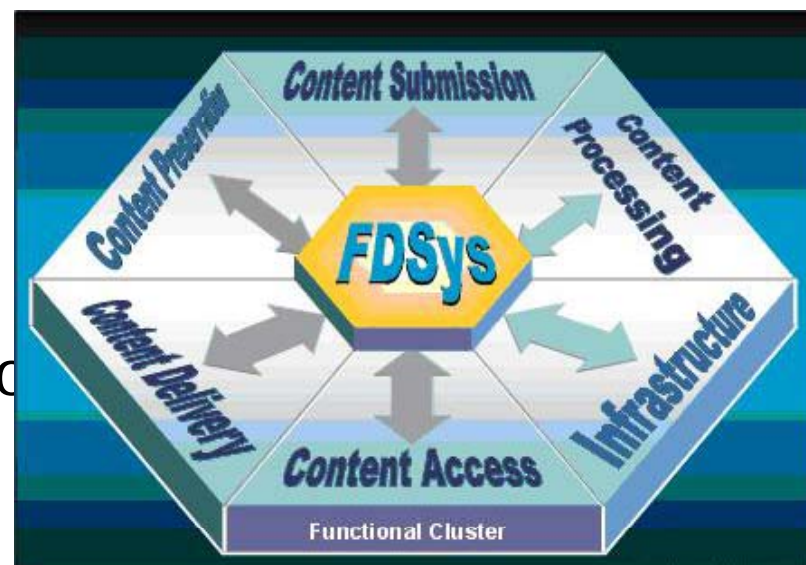 Content Submission
Content Preservation
Content
Processing
FDSys
Content Delivery
Infrastructure
Content Access
Functional Cluster